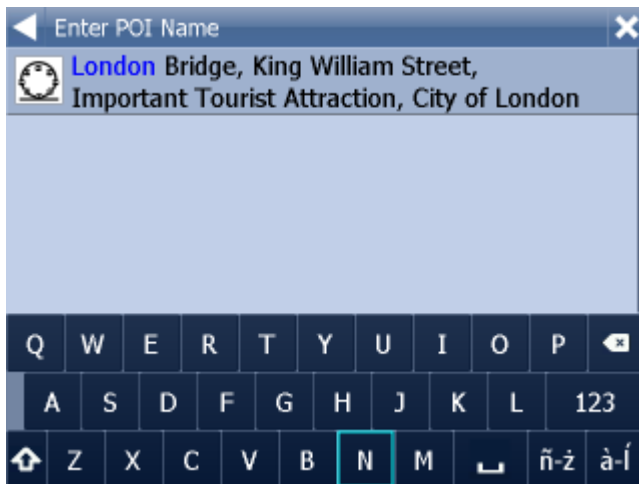 Enter POI Name
London Bridge, King William Street,
Important Tourist Attraction, City of London
Q W E R T Y U I O P
A S D F G H J K L 123
Z X C V B N M ñ-ż à-Í